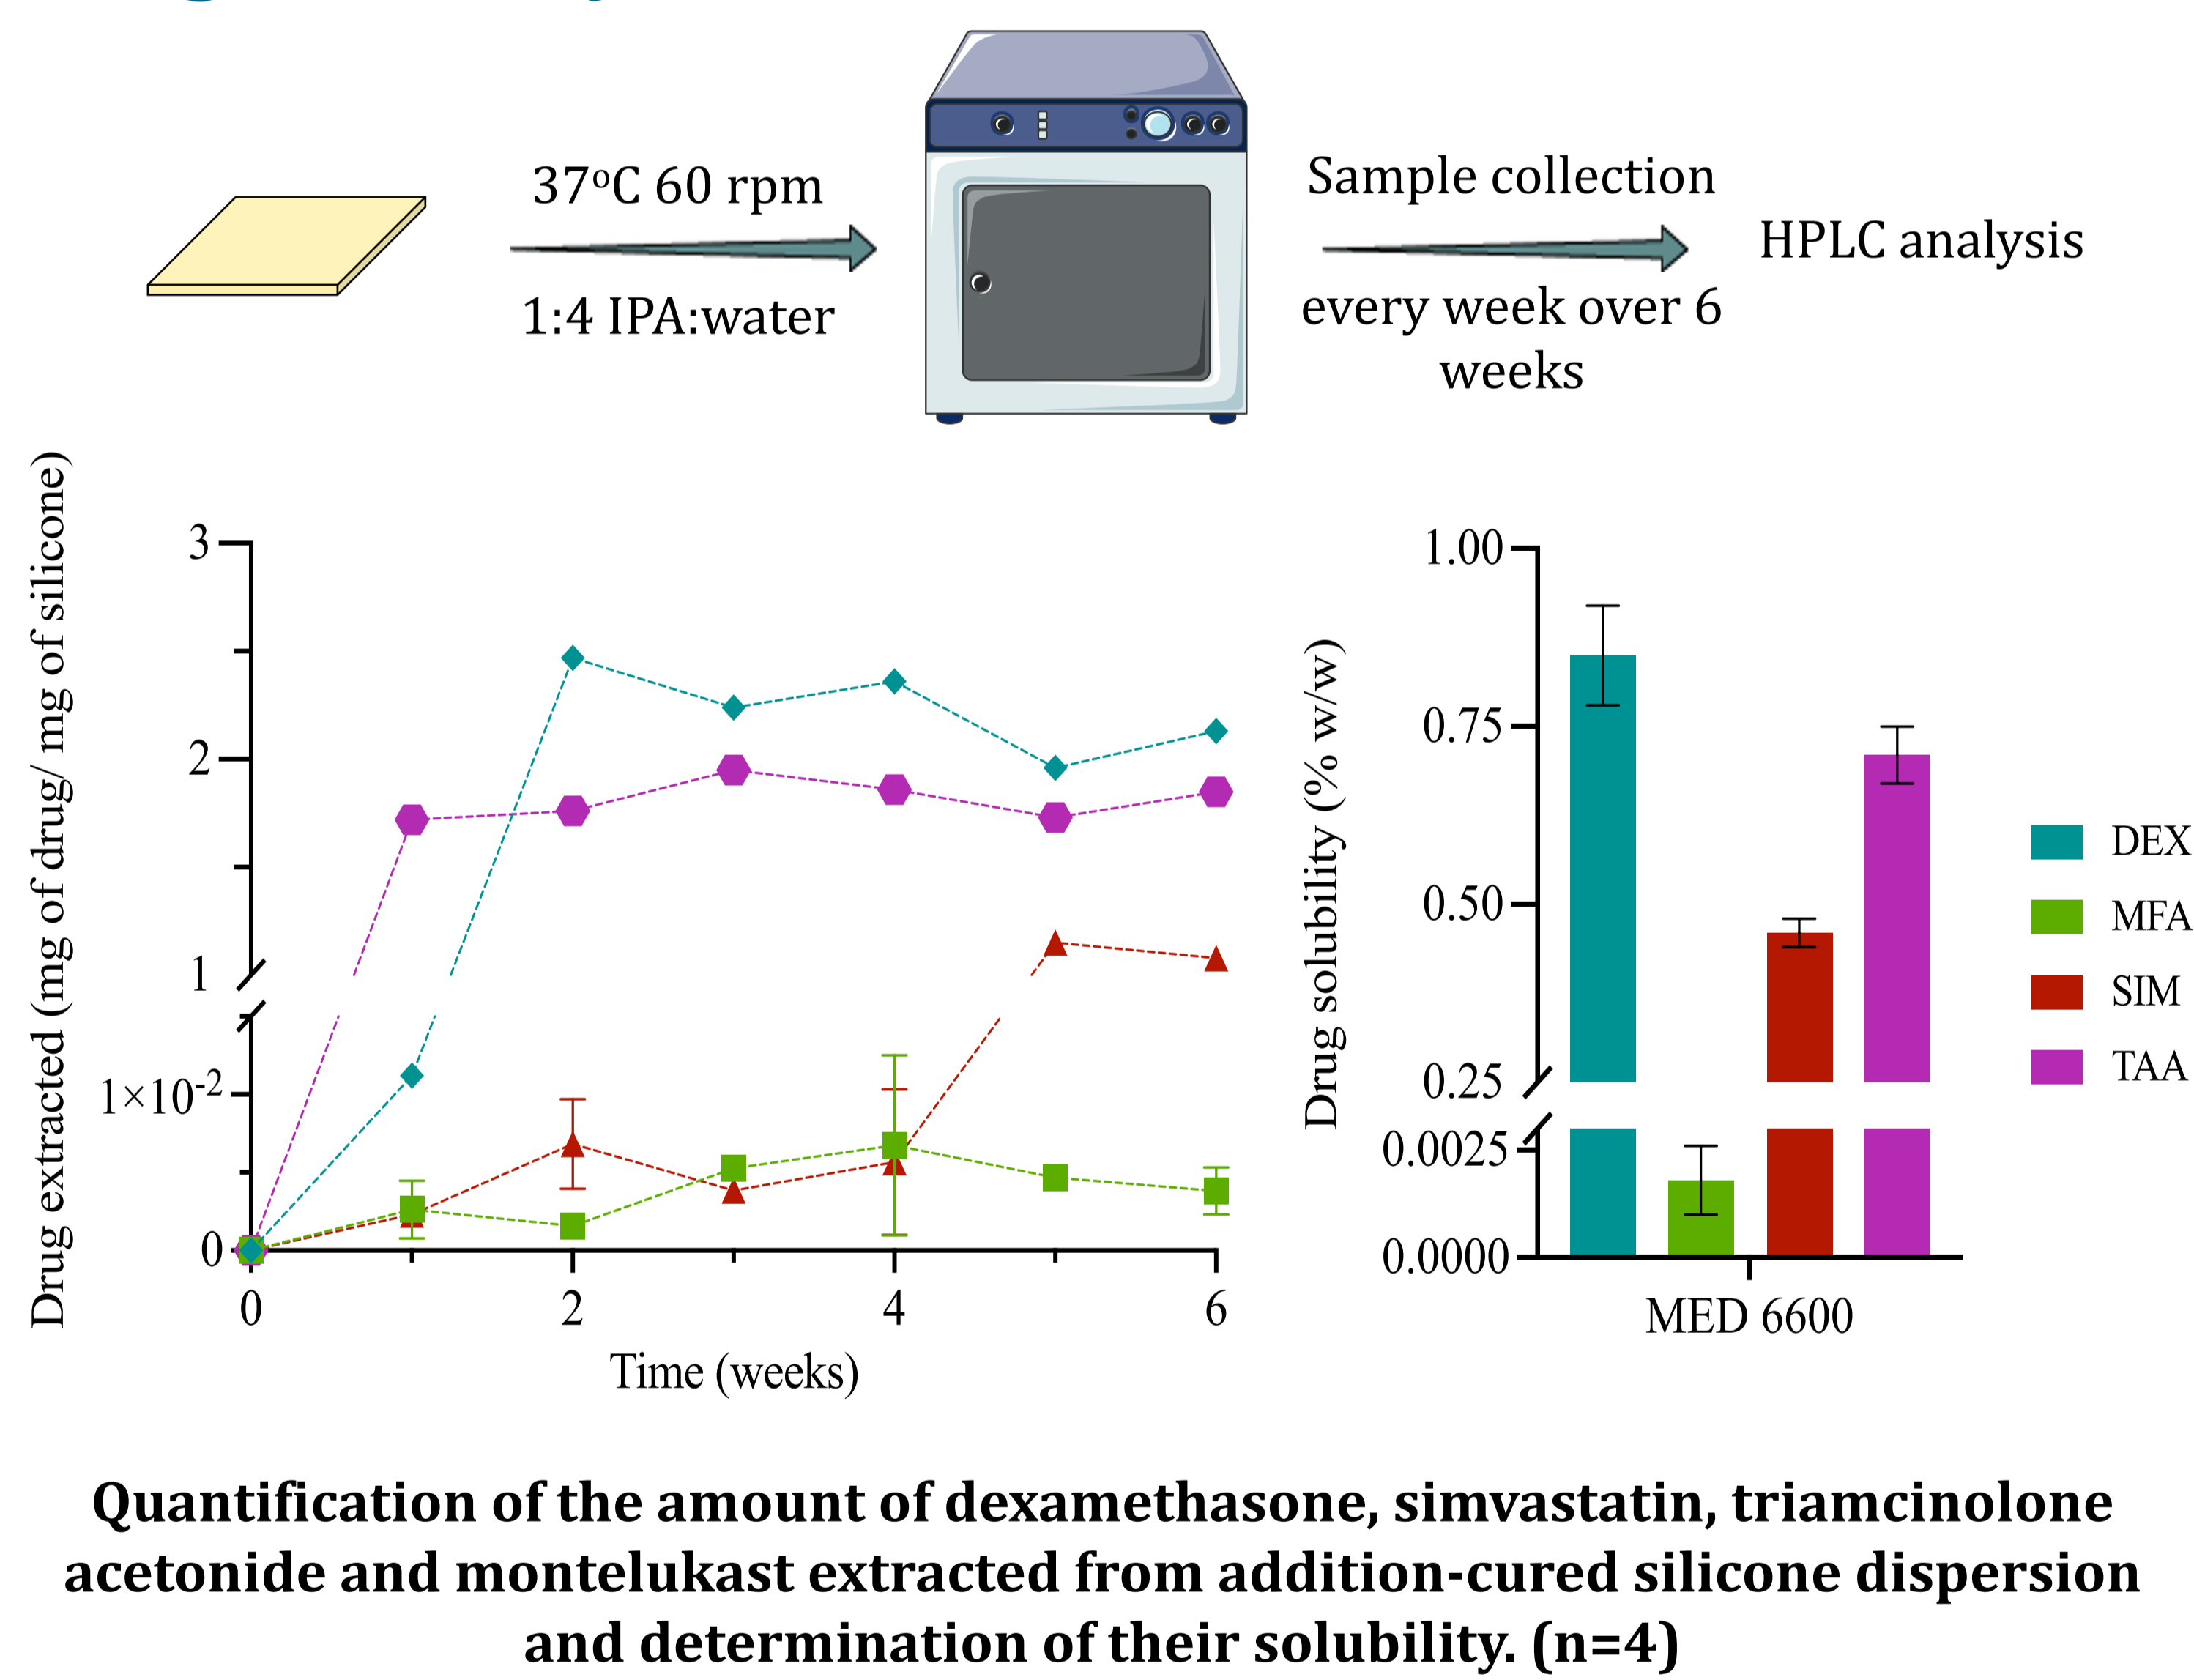 37ºC 60 rpm
1:4 IPA:water
Sample collection
every week over 6
weeks
HPLC analysis
Drug extracted (mg of drug/ mg of silicone)
3
2
1
1×10⁻²
0
0
2
4
6
Time (weeks)
Drug solubility (% w/w)
1.00
0.75
0.50
0.25
0.0025
0.0000
MED 6600
DEX
MFA
SIM
TAA
Quantification of the amount of dexamethasone, simvastatin, triamcinolone
acetonide and montelukast extracted from addition-cured silicone dispersion
and determination of their solubility. (n=4)